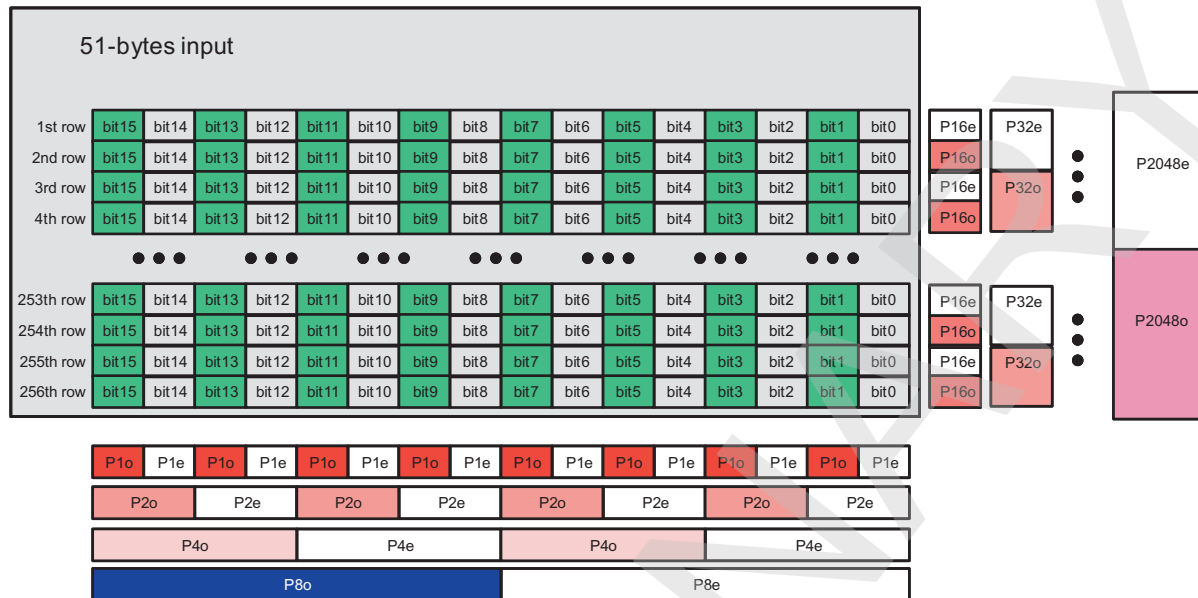 51-bytes input
1st row bit15 bit14 bit13 bit12 bit11 bit10 bit9 bit8 bit7 bit6 bit5 bit4 bit3 bit2 bit1 bit0 P16e P32e
2nd row bit15 bit14 bit13 bit12 bit11 bit10 bit9 bit8 bit7 bit6 bit5 bit4 bit3 bit2 bit1 bit0 P16o P2048e
3rd row bit15 bit14 bit13 bit12 bit11 bit10 bit9 bit8 bit7 bit6 bit5 bit4 bit3 bit2 bit1 bit0 P16e P32o
4th row bit15 bit14 bit13 bit12 bit11 bit10 bit9 bit8 bit7 bit6 bit5 bit4 bit3 bit2 bit1 bit0 P16o
253th row bit15 bit14 bit13 bit12 bit11 bit10 bit9 bit8 bit7 bit6 bit5 bit4 bit3 bit2 bit1 bit0 P16e P32e
254th row bit15 bit14 bit13 bit12 bit11 bit10 bit9 bit8 bit7 bit6 bit5 bit4 bit3 bit2 bit1 bit0 P16o P2048o
255th row bit15 bit14 bit13 bit12 bit11 bit10 bit9 bit8 bit7 bit6 bit5 bit4 bit3 bit2 bit1 bit0 P16e P32o
256th row bit15 bit14 bit13 bit12 bit11 bit10 bit9 bit8 bit7 bit6 bit5 bit4 bit3 bit2 bit1 bit0 P16o
P1o P1e P1o P1e P1o P1e P1o P1e P1o P1e P1o P1e P1o P1e P1o P1e
P2o P2e P2o P2e P2o P2e P2o P2e
P4o P4e P4o P4e
P8o P8e